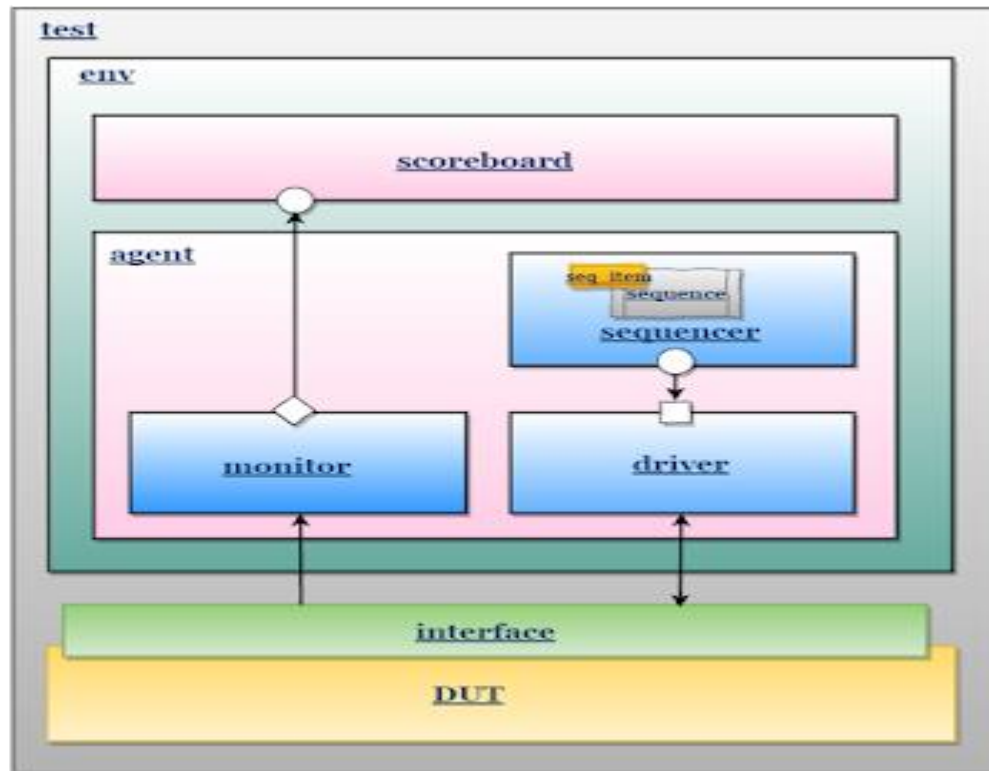 test
env
scoreboard
agent
seq_item
sequence
sequencer
monitor
driver
interface
DUT